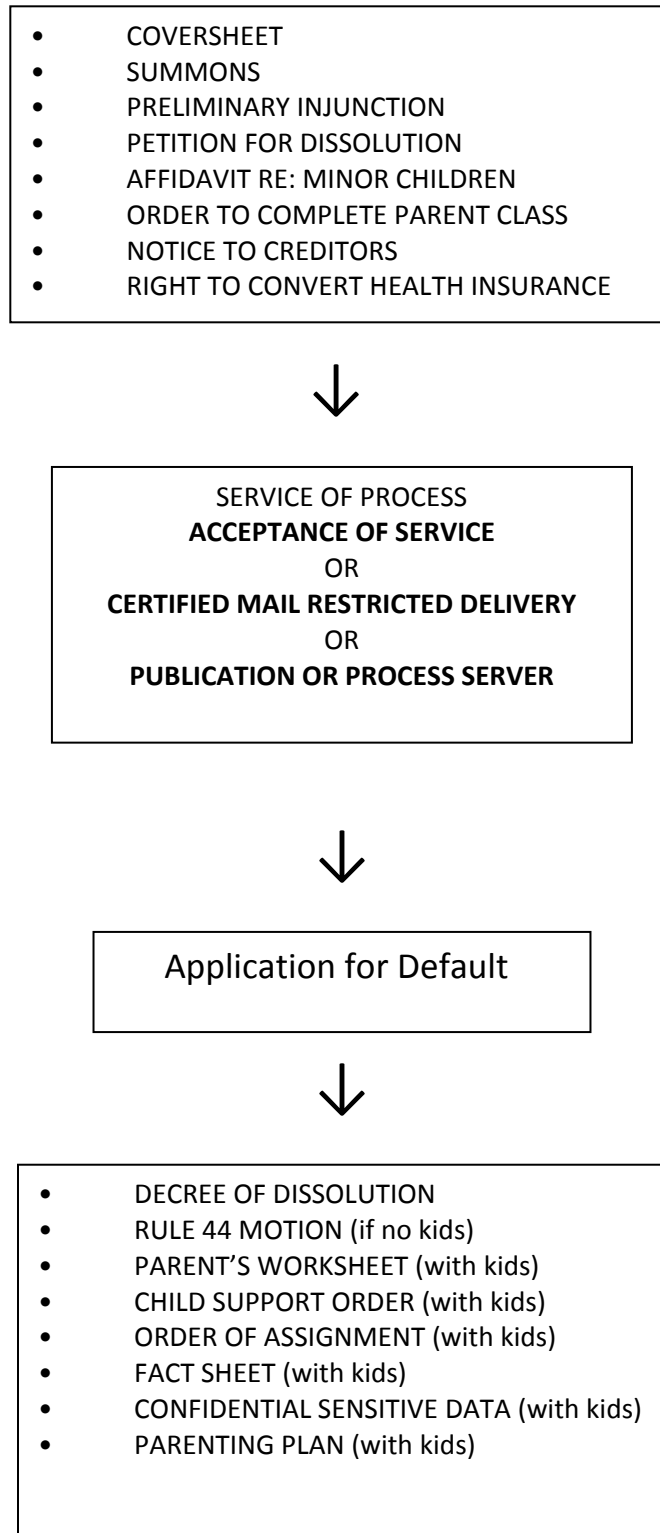 • COVERSHEET
• SUMMONS
• PRELIMINARY INJUNCTION
• PETITION FOR DISSOLUTION
• AFFIDAVIT RE: MINOR CHILDREN
• ORDER TO COMPLETE PARENT CLASS
• NOTICE TO CREDITORS
• RIGHT TO CONVERT HEALTH INSURANCE
SERVICE OF PROCESS
ACCEPTANCE OF SERVICE
OR
CERTIFIED MAIL RESTRICTED DELIVERY
OR
PUBLICATION OR PROCESS SERVER
Application for Default
• DECREE OF DISSOLUTION
• RULE 44 MOTION (if no kids)
• PARENT’S WORKSHEET (with kids)
• CHILD SUPPORT ORDER (with kids)
• ORDER OF ASSIGNMENT (with kids)
• FACT SHEET (with kids)
• CONFIDENTIAL SENSITIVE DATA (with kids)
• PARENTING PLAN (with kids)